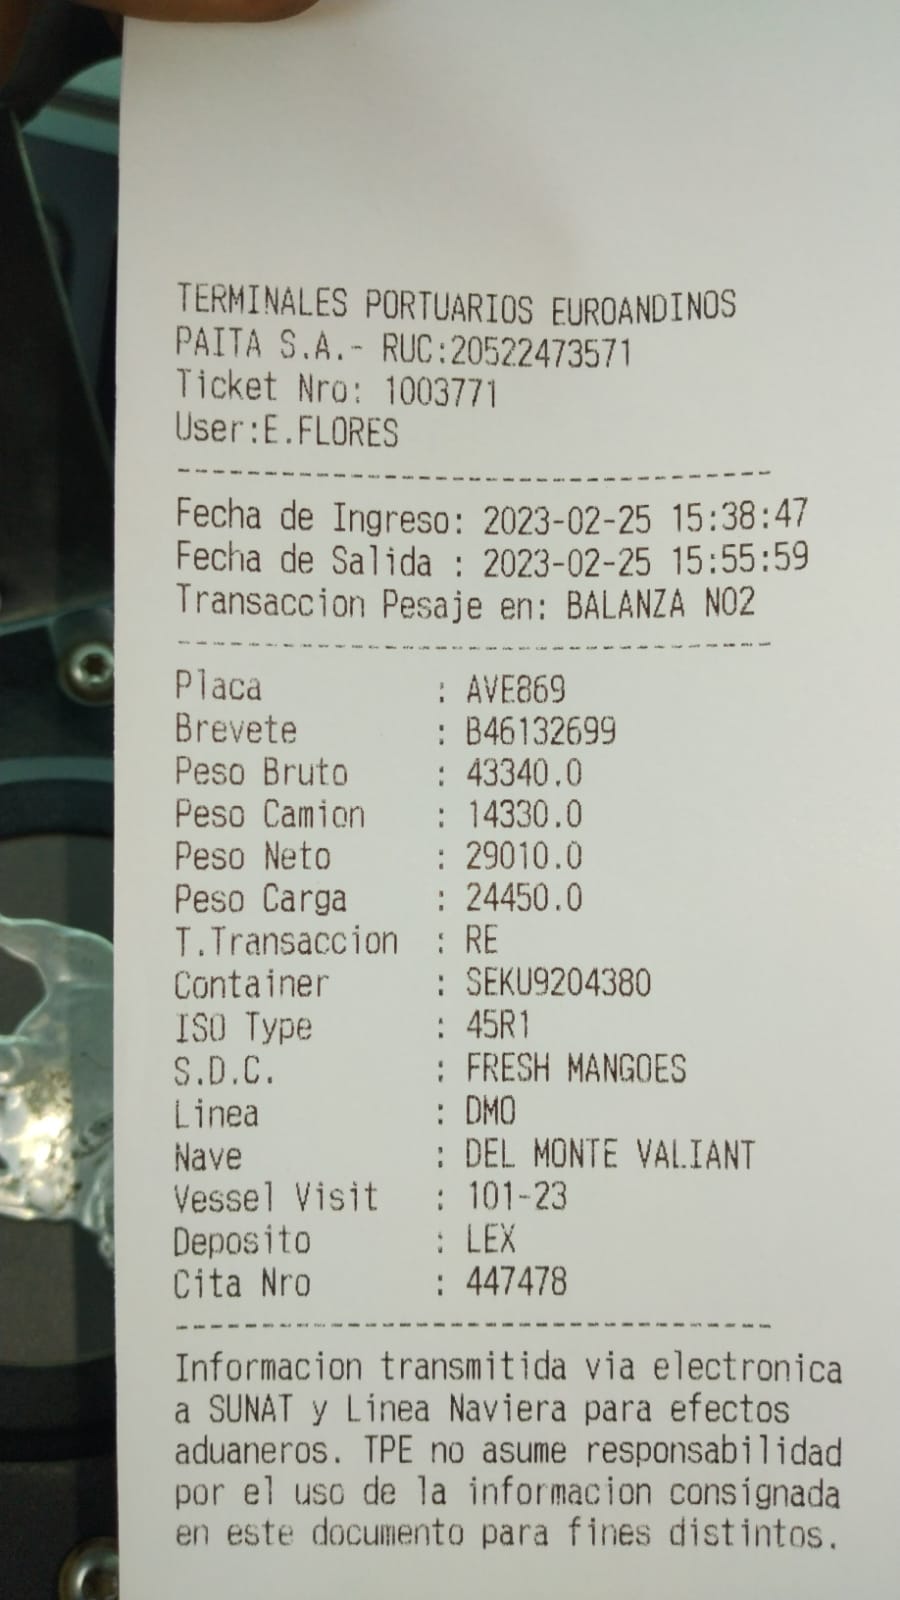 TERMINALES PORTUARIOS EUROANDINOS
PAITA S.A.- RUC:20522473571
Ticket Nro: 1003771
User:E.FLORES
----------------------------------
Fecha de Ingreso: 2023-02-25 15:38:47
Fecha de Salida : 2023-02-25 15:55:59
Transaccion Pesaje en: BALANZA NO2
----------------------------------
Placa : AVE869
Brevete : B46132699
Peso Bruto : 43340.0
Peso Camion : 14330.0
Peso Neto : 29010.0
Peso Carga : 24450.0
T.Transaccion : RE
Container : SEKU9204380
ISO Type : 45R1
S.D.C. : FRESH MANGOES
Linea : DMO
Nave : DEL MONTE VALIANT
Vessel Visit : 101-23
Deposito : LEX
Cita Nro : 447478
----------------------------------
Informacion transmitida via electronica
a SUNAT y Linea Naviera para efectos
aduaneros. TPE no asume responsabilidad
por el uso de la informacion consignada
en este documento para fines distintos.